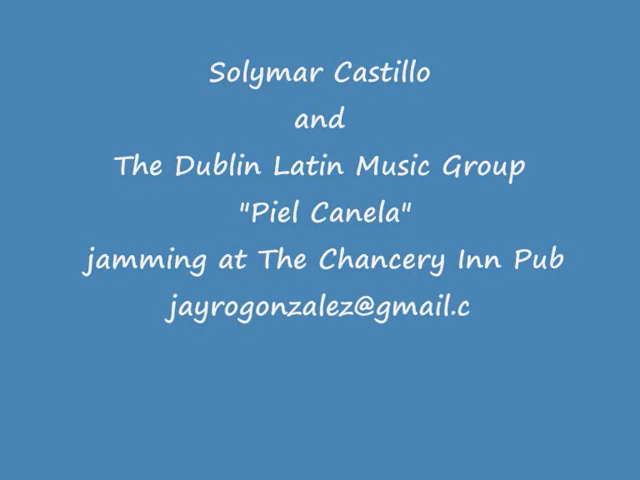 Solymar Castillo
and
The Dublin Latin Music Group
"Piel Canela"
jamming at The Chancery Inn Pub
jayrogonzalez@gmail.c